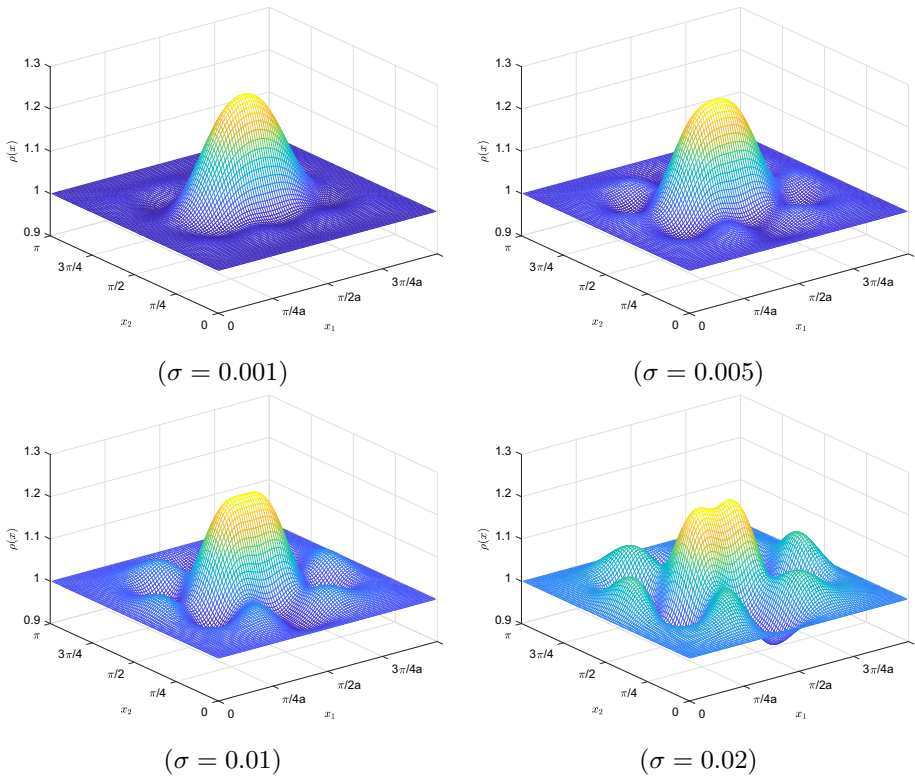 1.3
1.2
1.1
1
0.9
ρ(x)
π
3π/4
π/2
π/4
0
x₂
0
π/4a
π/2a
3π/4a
x₁
(σ = 0.001)
1.3
1.2
1.1
1
0.9
ρ(x)
π
3π/4
π/2
π/4
0
x₂
0
π/4a
π/2a
3π/4a
x₁
(σ = 0.005)
1.3
1.2
1.1
1
0.9
ρ(x)
π
3π/4
π/2
π/4
0
x₂
0
π/4a
π/2a
3π/4a
x₁
(σ = 0.01)
1.3
1.2
1.1
1
0.9
ρ(x)
π
3π/4
π/2
π/4
0
x₂
0
π/4a
π/2a
3π/4a
x₁
(σ = 0.02)